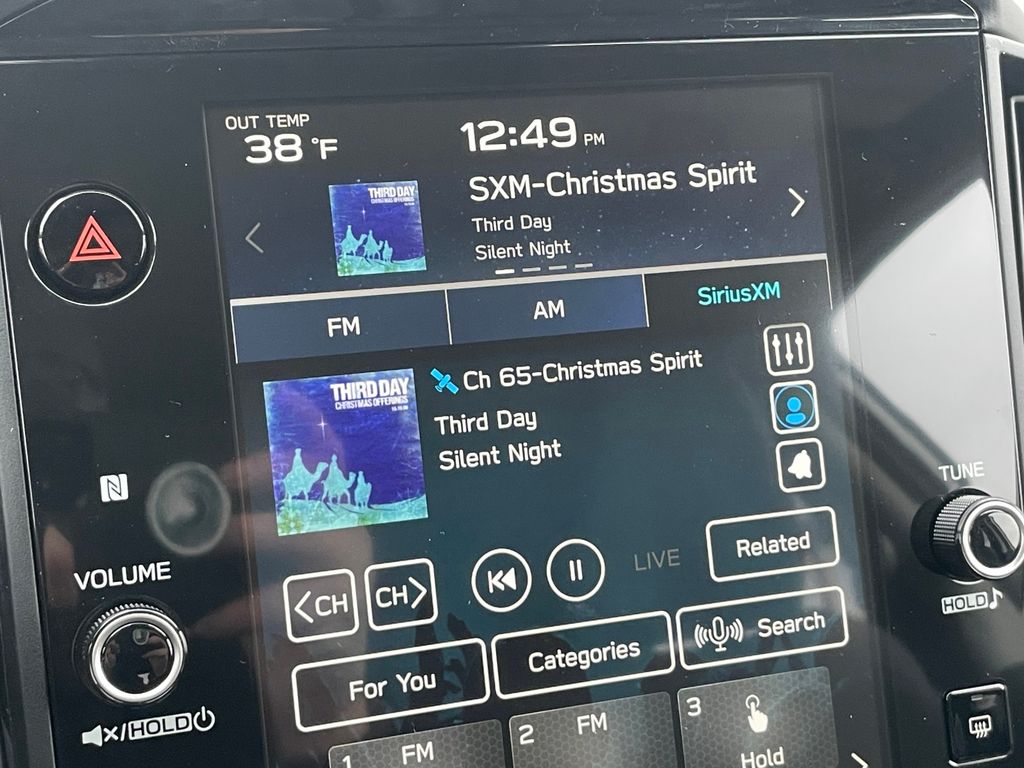 OUT TEMP
38 °F
12:49 PM
THIRD DAY
CHRISTMAS OFFERINGS
SXM-Christmas Spirit
Third Day
Silent Night
FM
AM
SiriusXM
THIRD DAY
CHRISTMAS OFFERINGS
Ch 65-Christmas Spirit
Third Day
Silent Night
TUNE
HOLD
VOLUME
/HOLD
<CH
CH>
LIVE
Related
For You
Categories
Search
1 FM
2 FM
3
Hold